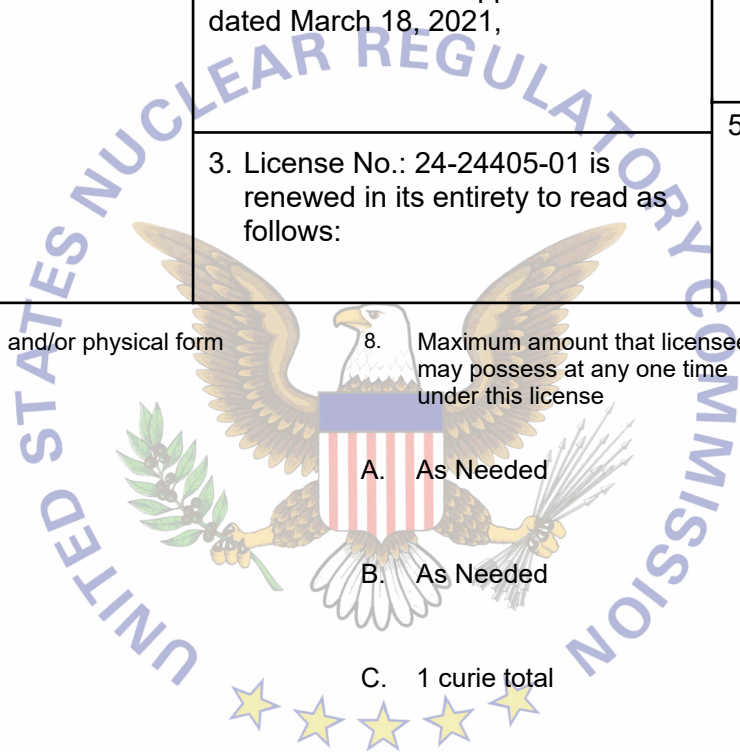 dated March 18, 2021,
5
3. License No.: 24-24405-01 is
renewed in its entirety to read as
follows:
and/or physical form
8. Maximum amount that licensee
may possess at any one time
under this license
A. As Needed
B. As Needed
C. 1 curie total
UNITED STATES NUCLEAR REGULATORY COMMISSION